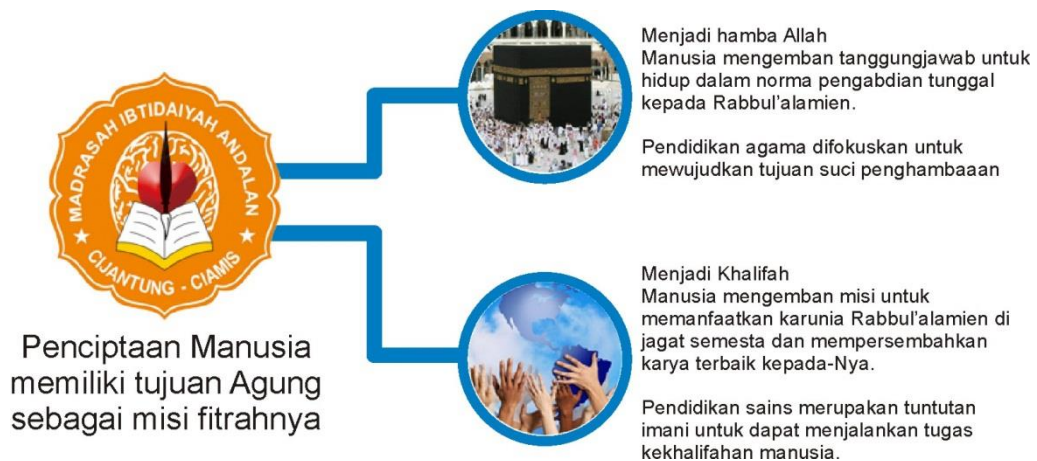 MADRASAH IBTIDAIYAH ANDALAN
CIJANTUNG - CIAMIS
Penciptaan Manusia
memiliki tujuan Agung
sebagai misi fitrahnya
Menjadi hamba Allah
Manusia mengemban tanggungjawab untuk
hidup dalam norma pengabdian tunggal
kepada Rabbul'alamien.
Pendidikan agama difokuskan untuk
mewujudkan tujuan suci penghambaaan
Menjadi Khalifah
Manusia mengemban misi untuk
memanfaatkan karunia Rabbul'alamien di
jagat semesta dan mempersembahkan
karya terbaik kepada-Nya.
Pendidikan sains merupakan tuntutan
imani untuk dapat menjalankan tugas
kekhalifahan manusia.